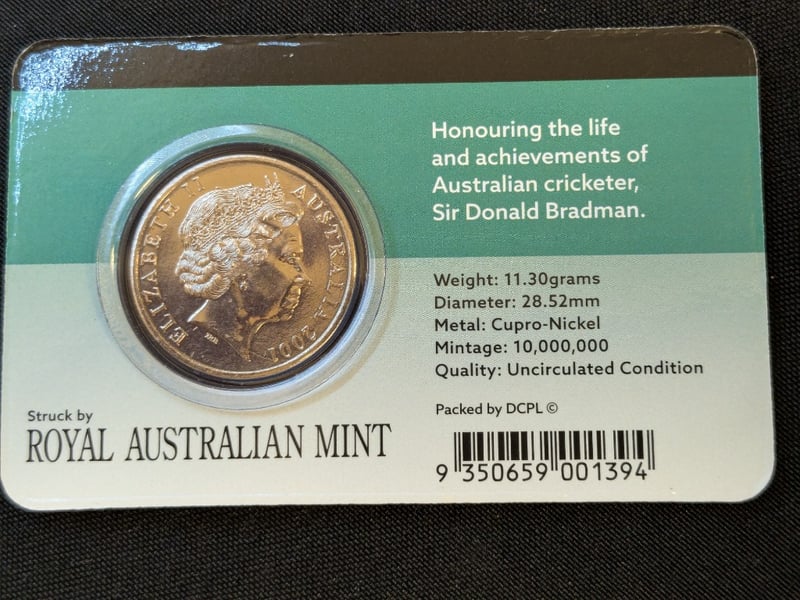 Honouring the life
and achievements of
Australian cricketer,
Sir Donald Bradman.
ELIZABETH II AUSTRALIA 2001
Weight: 11.30grams
Diameter: 28.52mm
Metal: Cupro-Nickel
Mintage: 10,000,000
Quality: Uncirculated Condition
Struck by
ROYAL AUSTRALIAN MINT
Packed by DCPL ©
9 350659 001394